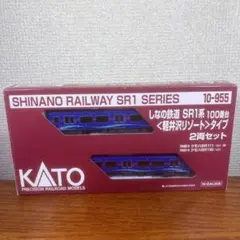 SHINANO RAILWAY SR1 SERIES
10-955
しなの鉄道 SR1系 100番台
<軽井沢リゾート>タイプ
2両セット
KATO
PRECISION RAILROAD MODELS